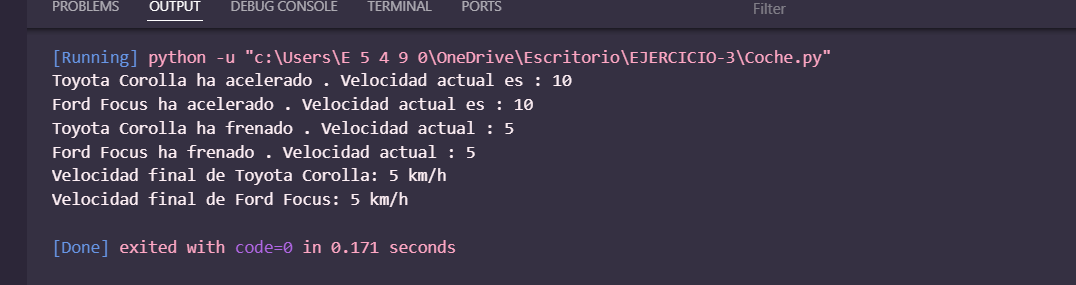 PROBLEMS OUTPUT DEBUG CONSOLE TERMINAL PORTS Filter
[Running] python -u "c:\Users\E 5 4 9 0\OneDrive\Escritorio\EJERCICIO-3\Coche.py"
Toyota Corolla ha acelerado . Velocidad actual es : 10
Ford Focus ha acelerado . Velocidad actual es : 10
Toyota Corolla ha frenado . Velocidad actual : 5
Ford Focus ha frenado . Velocidad actual : 5
Velocidad final de Toyota Corolla: 5 km/h
Velocidad final de Ford Focus: 5 km/h
[Done] exited with code=0 in 0.171 seconds